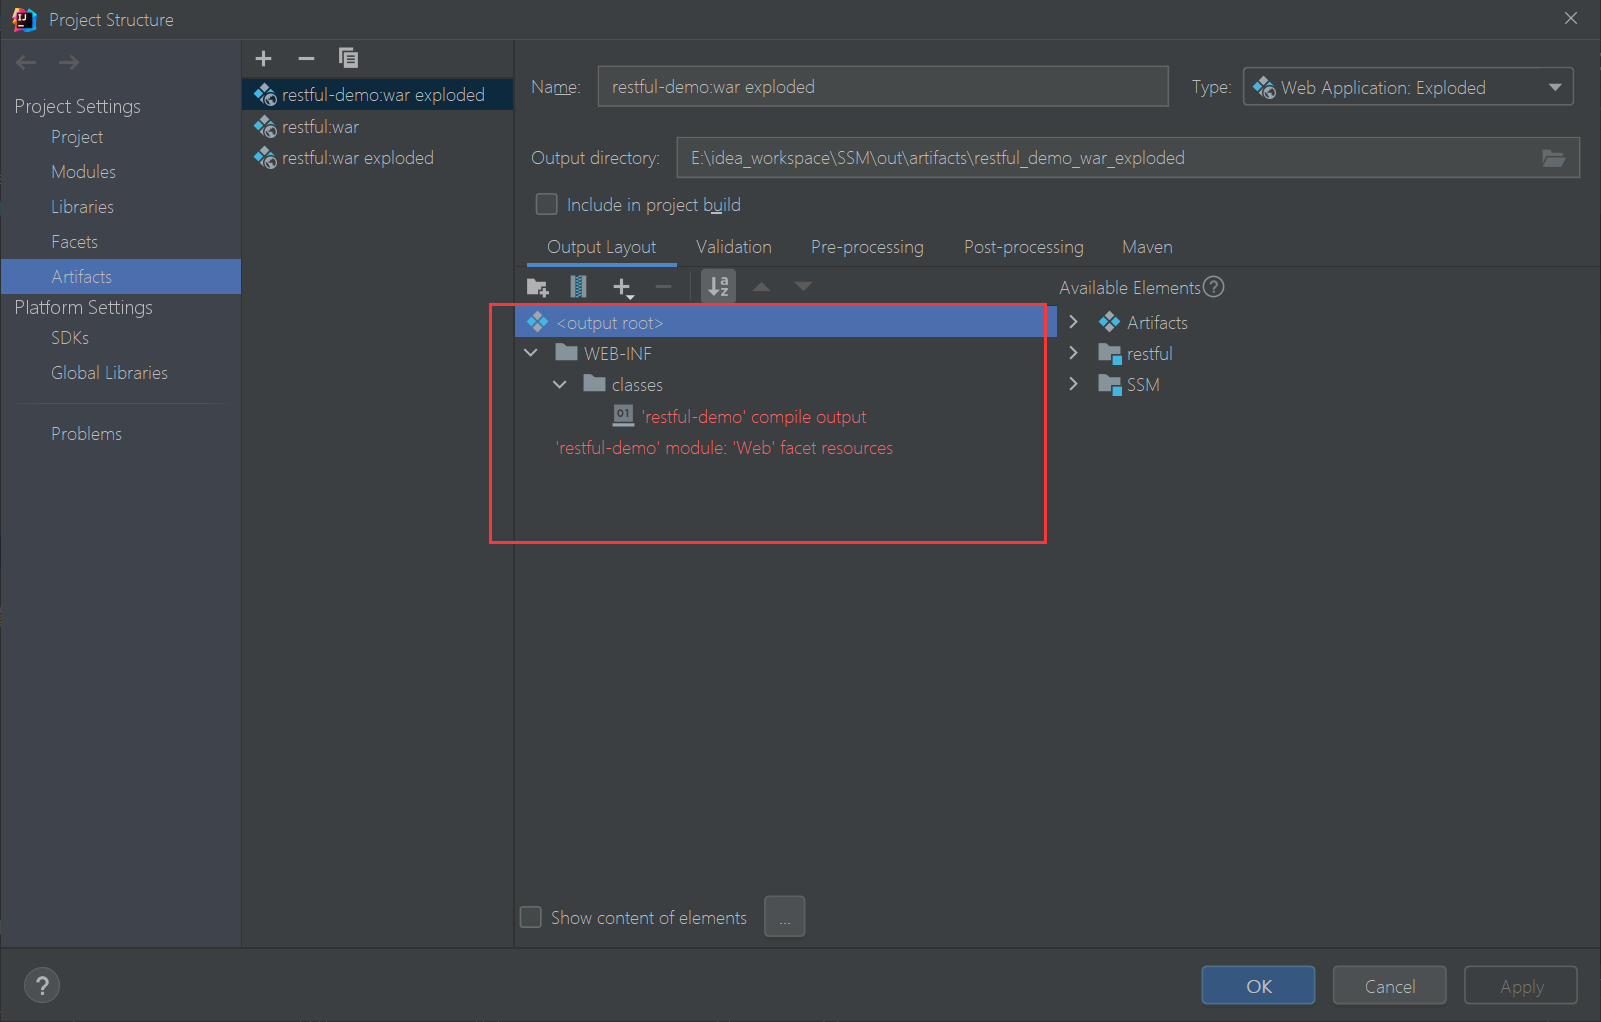 Project Structure
Project Settings
Project
Modules
Libraries
Facets
Artifacts
Platform Settings
SDKs
Global Libraries
Problems
restful-demo:war exploded
restful:war
restful:war exploded
Name: restful-demo:war exploded Type: Web Application: Exploded
Output directory: E:\idea_workspace\SSM\out\artifacts\restful_demo_war_exploded
Include in project build
Output Layout Validation Pre-processing Post-processing Maven
Available Elements ?
<output root>
WEB-INF
classes
'restful-demo' compile output
'restful-demo' module: 'Web' facet resources
Artifacts
restful
SSM
Show content of elements ...
? OK Cancel Apply